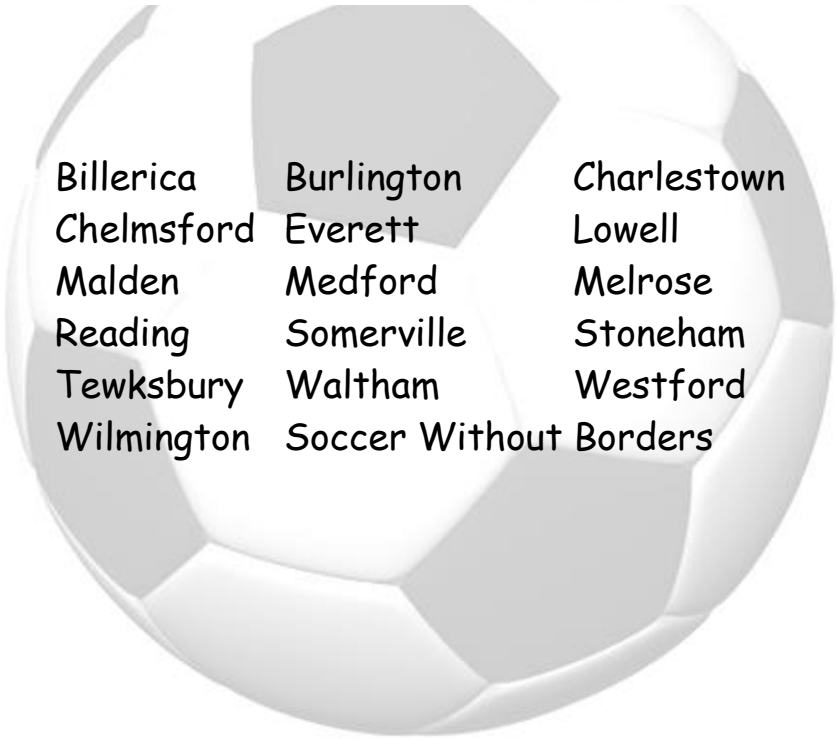 Billerica Burlington Charlestown
Chelmsford Everett Lowell
Malden Medford Melrose
Reading Somerville Stoneham
Tewksbury Waltham Westford
Wilmington Soccer Without Borders